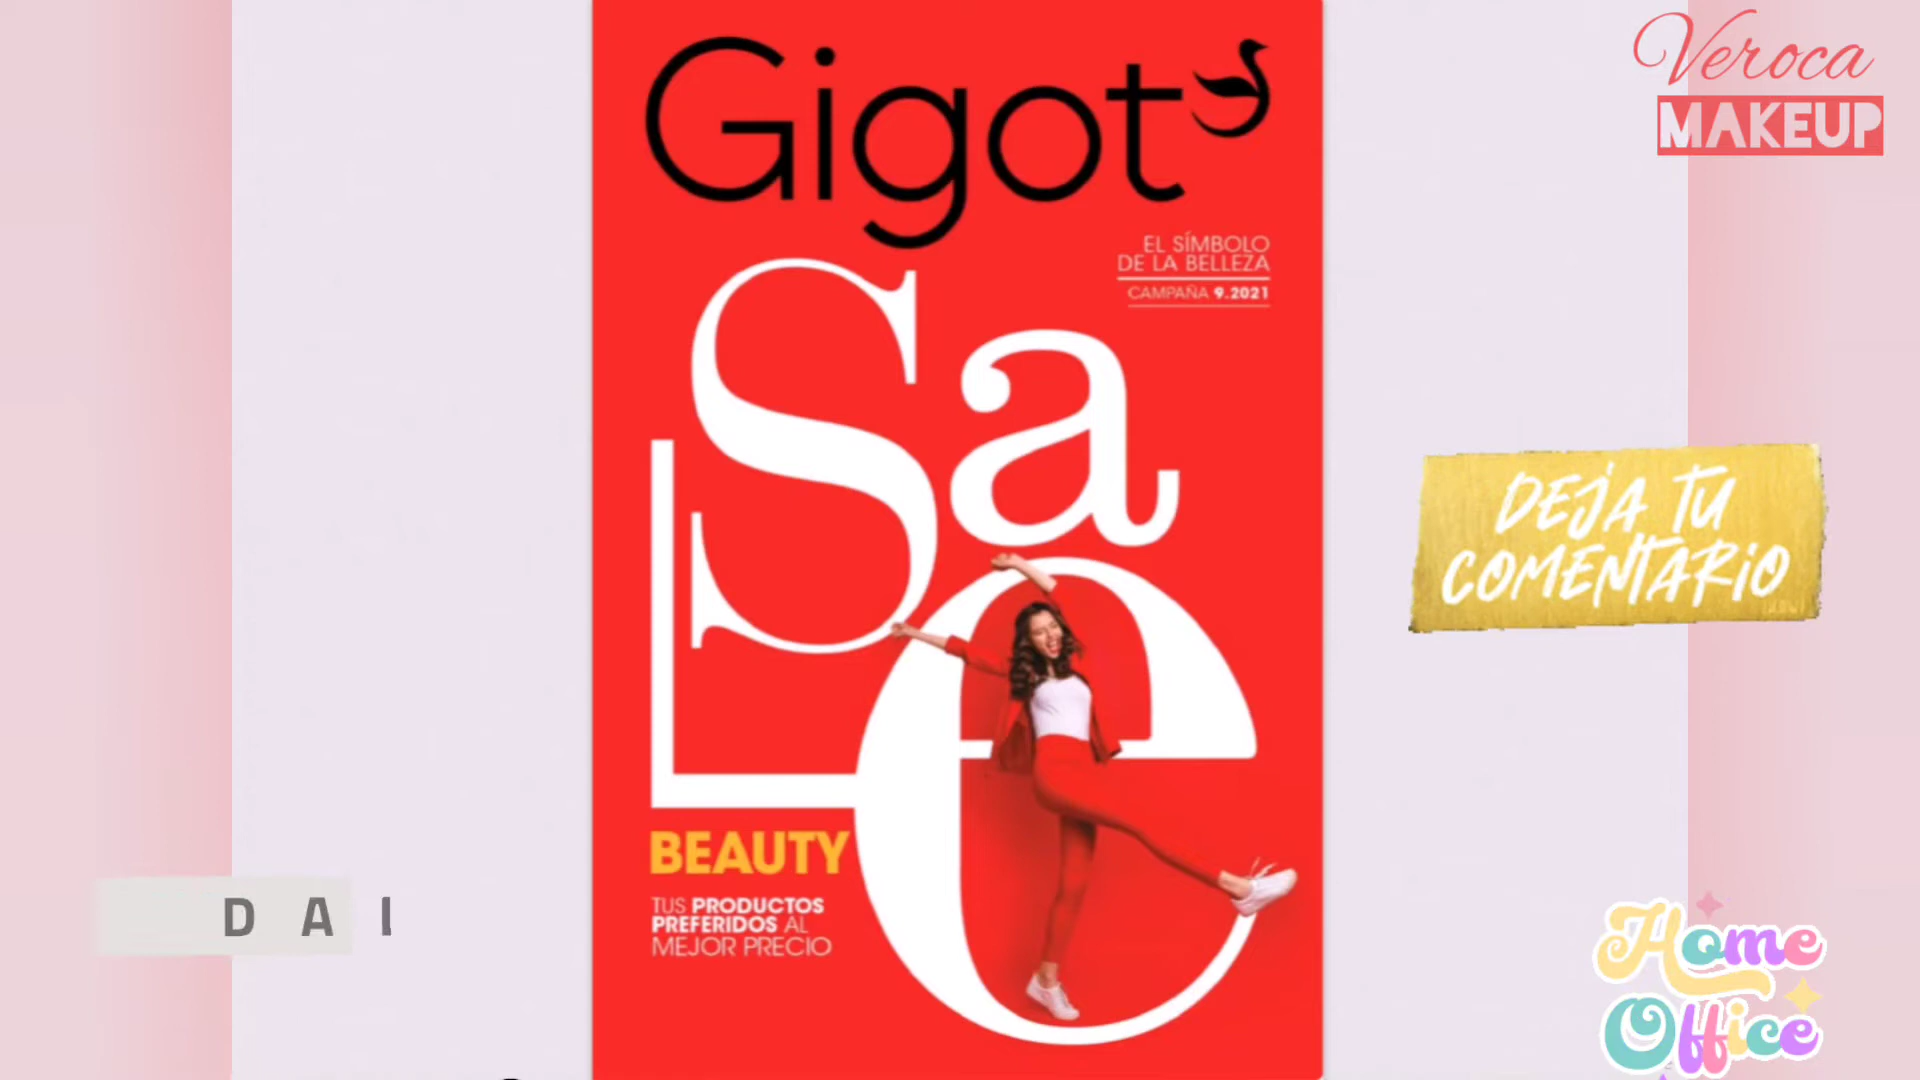 Veroca
MAKEUP
Gigot
EL SÍMBOLO
DE LA BELLEZA
CAMPAÑA 9.2021
Sale
DEJA TU
COMENTARIO
BEAUTY
TUS PRODUCTOS
PREFERIDOS AL
MEJOR PRECIO
D A I
Home
Office